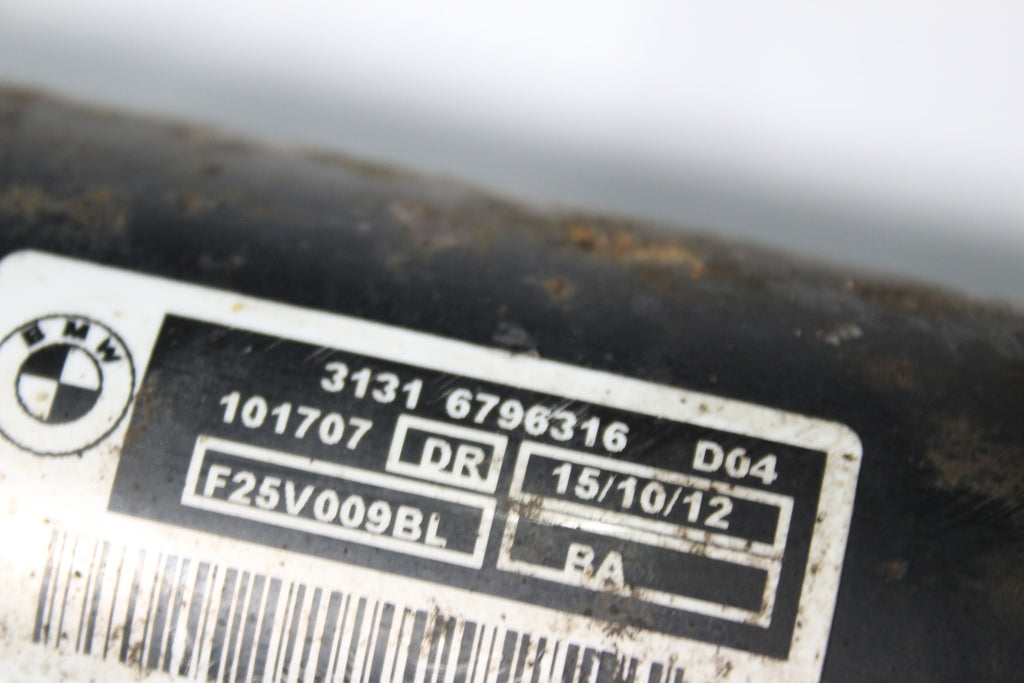 BMW
3131 6796316 D04
101707 DR 15/10/12
F25V009BL BA